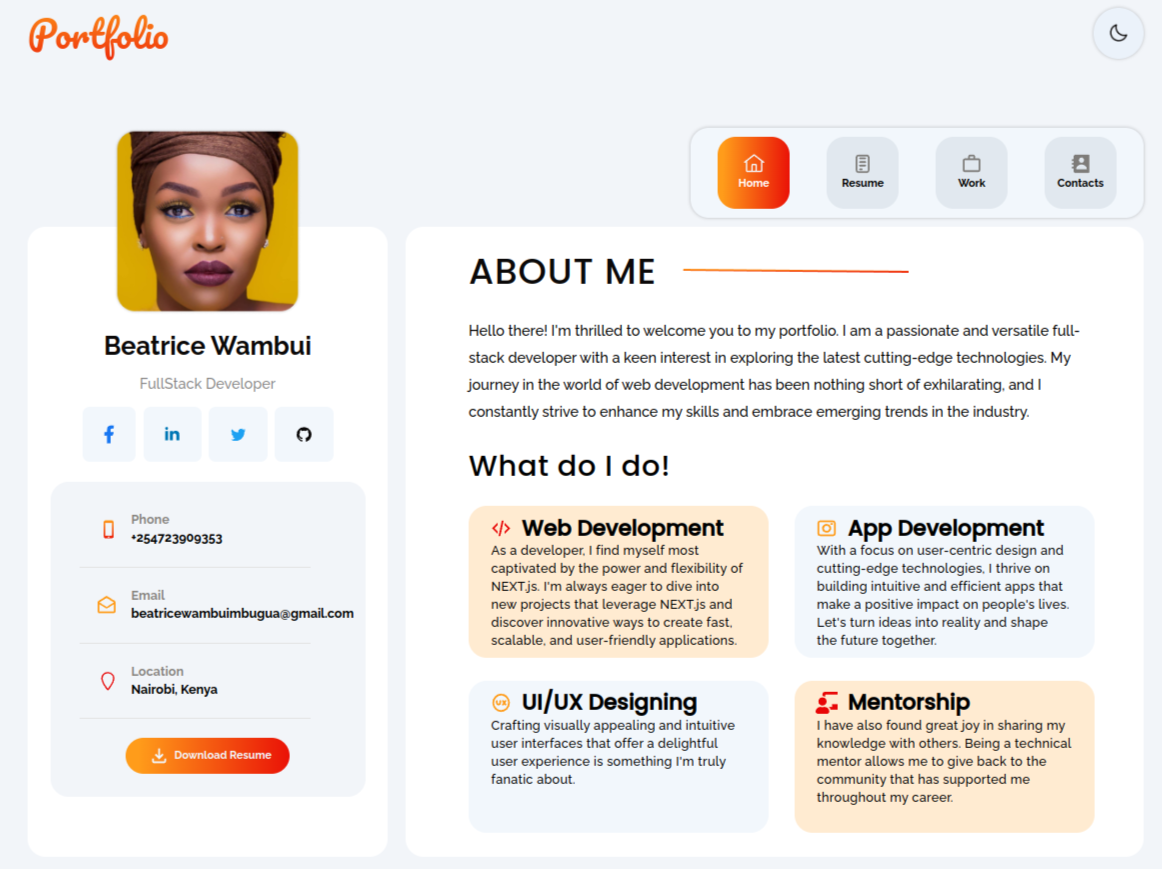 Portfolio
Home
Resume
Work
Contacts
Beatrice Wambui
FullStack Developer
Phone
+254723909353
Email
beatricewambuimbugua@gmail.com
Location
Nairobi, Kenya
Download Resume
ABOUT ME
Hello there! I'm thrilled to welcome you to my portfolio. I am a passionate and versatile full-
stack developer with a keen interest in exploring the latest cutting-edge technologies. My
journey in the world of web development has been nothing short of exhilarating, and I
constantly strive to enhance my skills and embrace emerging trends in the industry.
What do I do!
Web Development
As a developer, I find myself most
captivated by the power and flexibility of
NEXT.js. I'm always eager to dive into
new projects that leverage NEXT.js and
discover innovative ways to create fast,
scalable, and user-friendly applications.
App Development
With a focus on user-centric design and
cutting-edge technologies, I thrive on
building intuitive and efficient apps that
make a positive impact on people's lives.
Let's turn ideas into reality and shape
the future together.
UX
UI/UX Designing
Crafting visually appealing and intuitive
user interfaces that offer a delightful
user experience is something I'm truly
fanatic about.
Mentorship
I have also found great joy in sharing my
knowledge with others. Being a technical
mentor allows me to give back to the
community that has supported me
throughout my career.